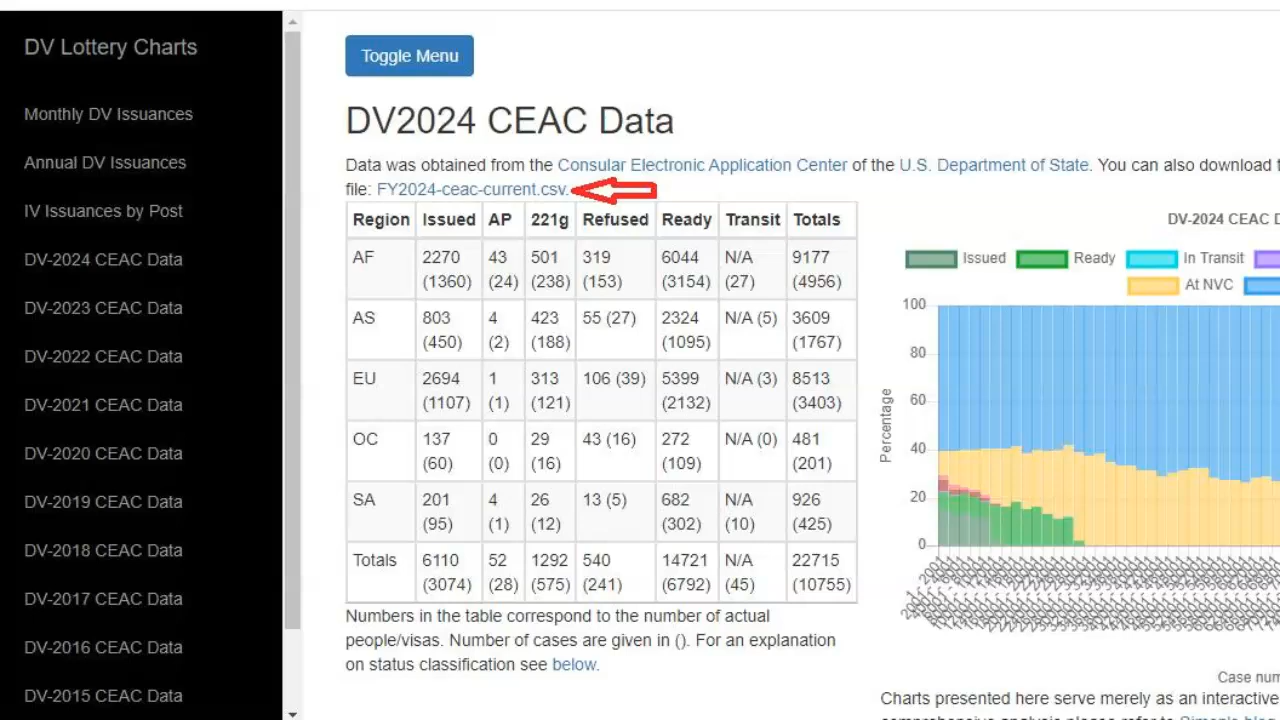 DV Lottery Charts
Monthly DV Issuances
Annual DV Issuances
IV Issuances by Post
DV-2024 CEAC Data
DV-2023 CEAC Data
DV-2022 CEAC Data
DV-2021 CEAC Data
DV-2020 CEAC Data
DV-2019 CEAC Data
DV-2018 CEAC Data
DV-2017 CEAC Data
DV-2016 CEAC Data
DV-2015 CEAC Data
Toggle Menu
DV2024 CEAC Data
Data was obtained from the Consular Electronic Application Center of the U.S. Department of State. You can also download t
file: FY2024-ceac-current.csv.
Region Issued AP 221g Refused Ready Transit Totals
AF 2270 43 501 319 6044 N/A 9177
(1360) (24) (238) (153) (3154) (27) (4956)
AS 803 4 423 55 (27) 2324 N/A (5) 3609
(450) (2) (188) (1095) (1767)
EU 2694 1 313 106 (39) 5399 N/A (3) 8513
(1107) (1) (121) (2132) (3403)
OC 137 0 29 43 (16) 272 N/A (0) 481
(60) (0) (16) (109) (201)
SA 201 4 26 13 (5) 682 N/A 926
(95) (1) (12) (302) (10) (425)
Totals 6110 52 1292 540 14721 N/A 22715
(3074) (28) (575) (241) (6792) (45) (10755)
Numbers in the table correspond to the number of actual
people/visas. Number of cases are given in (). For an explanation
on status classification see below.
DV-2024 CEAC D
Issued Ready In Transit
At NVC
Percentage
100
80
60
40
20
0
Case num
Charts presented here serve merely as an interactive